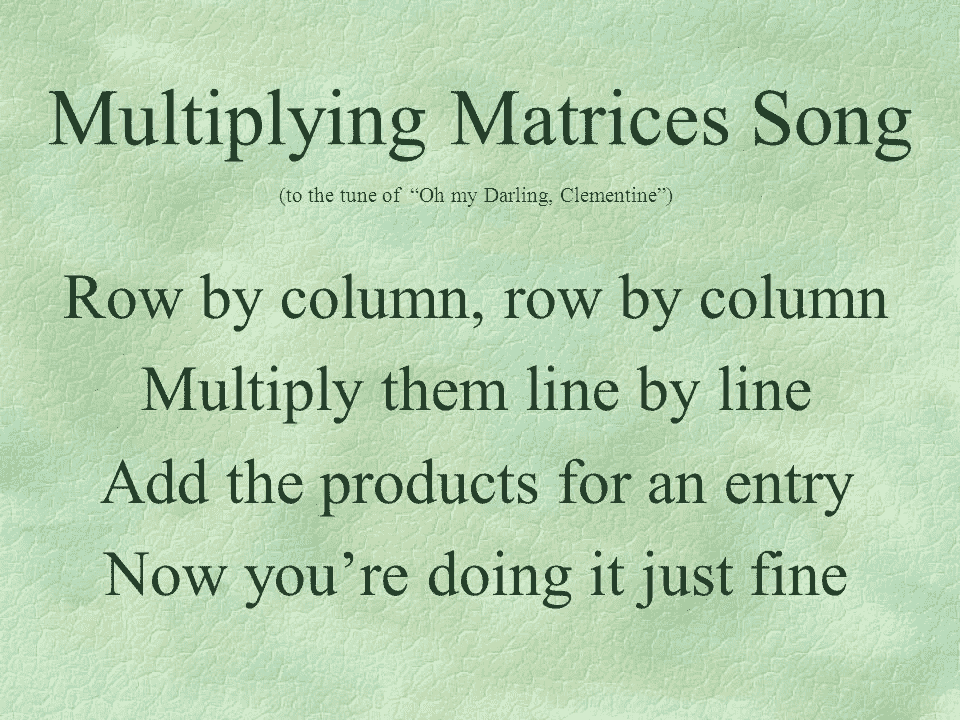 Multiplying Matrices Song
(to the tune of “Oh my Darling, Clementine”)
Row by column, row by column
Multiply them line by line
Add the products for an entry
Now you’re doing it just fine